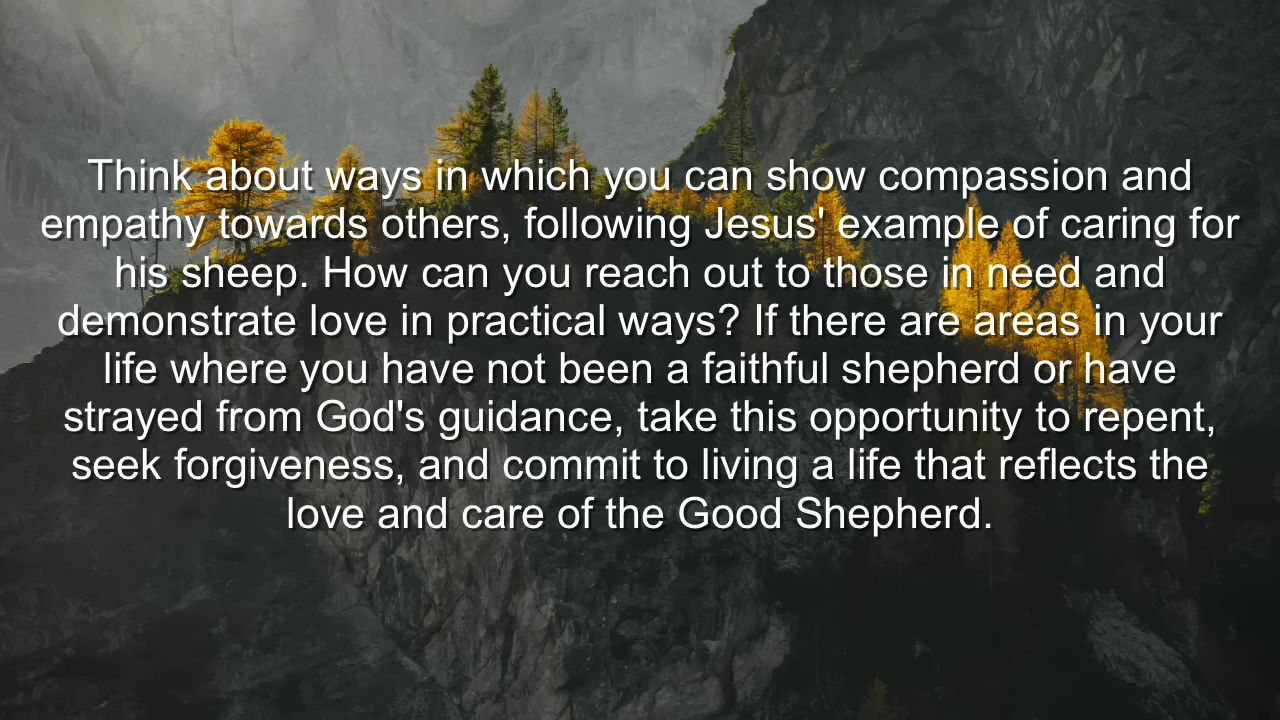 Think about ways in which you can show compassion and
empathy towards others, following Jesus' example of caring for
his sheep. How can you reach out to those in need and
demonstrate love in practical ways? If there are areas in your
life where you have not been a faithful shepherd or have
strayed from God's guidance, take this opportunity to repent,
seek forgiveness, and commit to living a life that reflects the
love and care of the Good Shepherd.